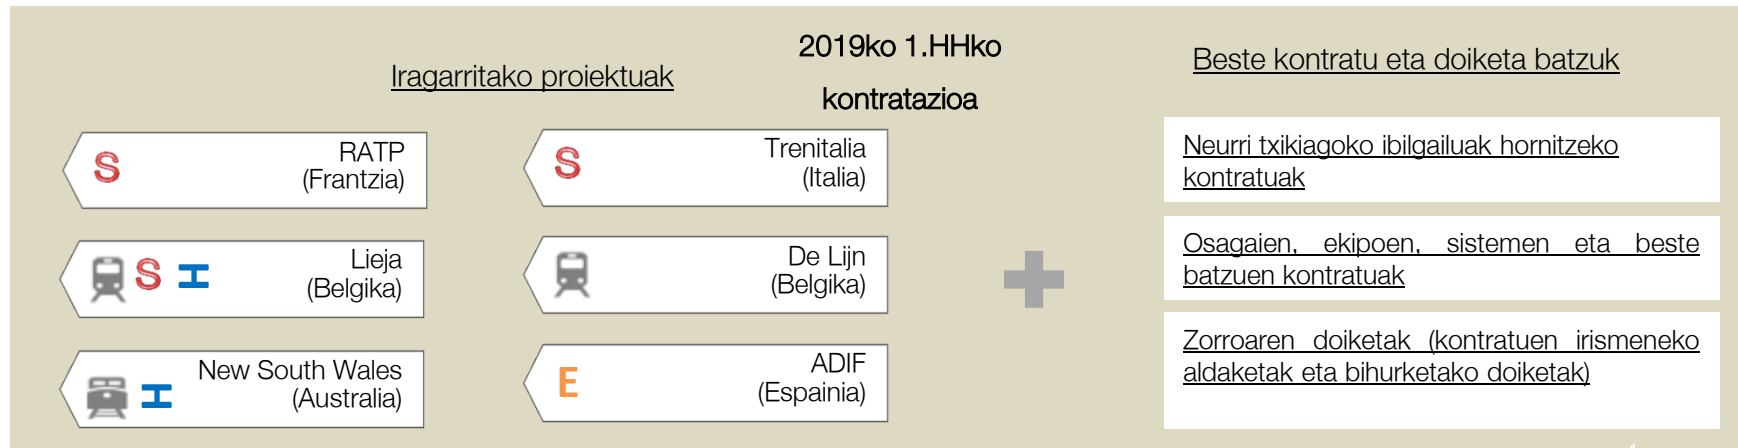 2019ko 1.HHko
kontratazioa
Iragarritako proiektuak
S
RATP
(Frantzia)
S
Lieja
(Belgika)
New South Wales
(Australia)
S
Trenitalia
(Italia)
De Lijn
(Belgika)
E
ADIF
(Espainia)
Beste kontratu eta doiketa batzuk
Neurri txikiagoko ibilgailuak hornitzeko
kontratuak
Osagaien, ekipoen, sistemen eta beste
batzuen kontratuak
Zorroaren doiketak (kontratuen irismeneko
aldaketak eta bihurketako doiketak)